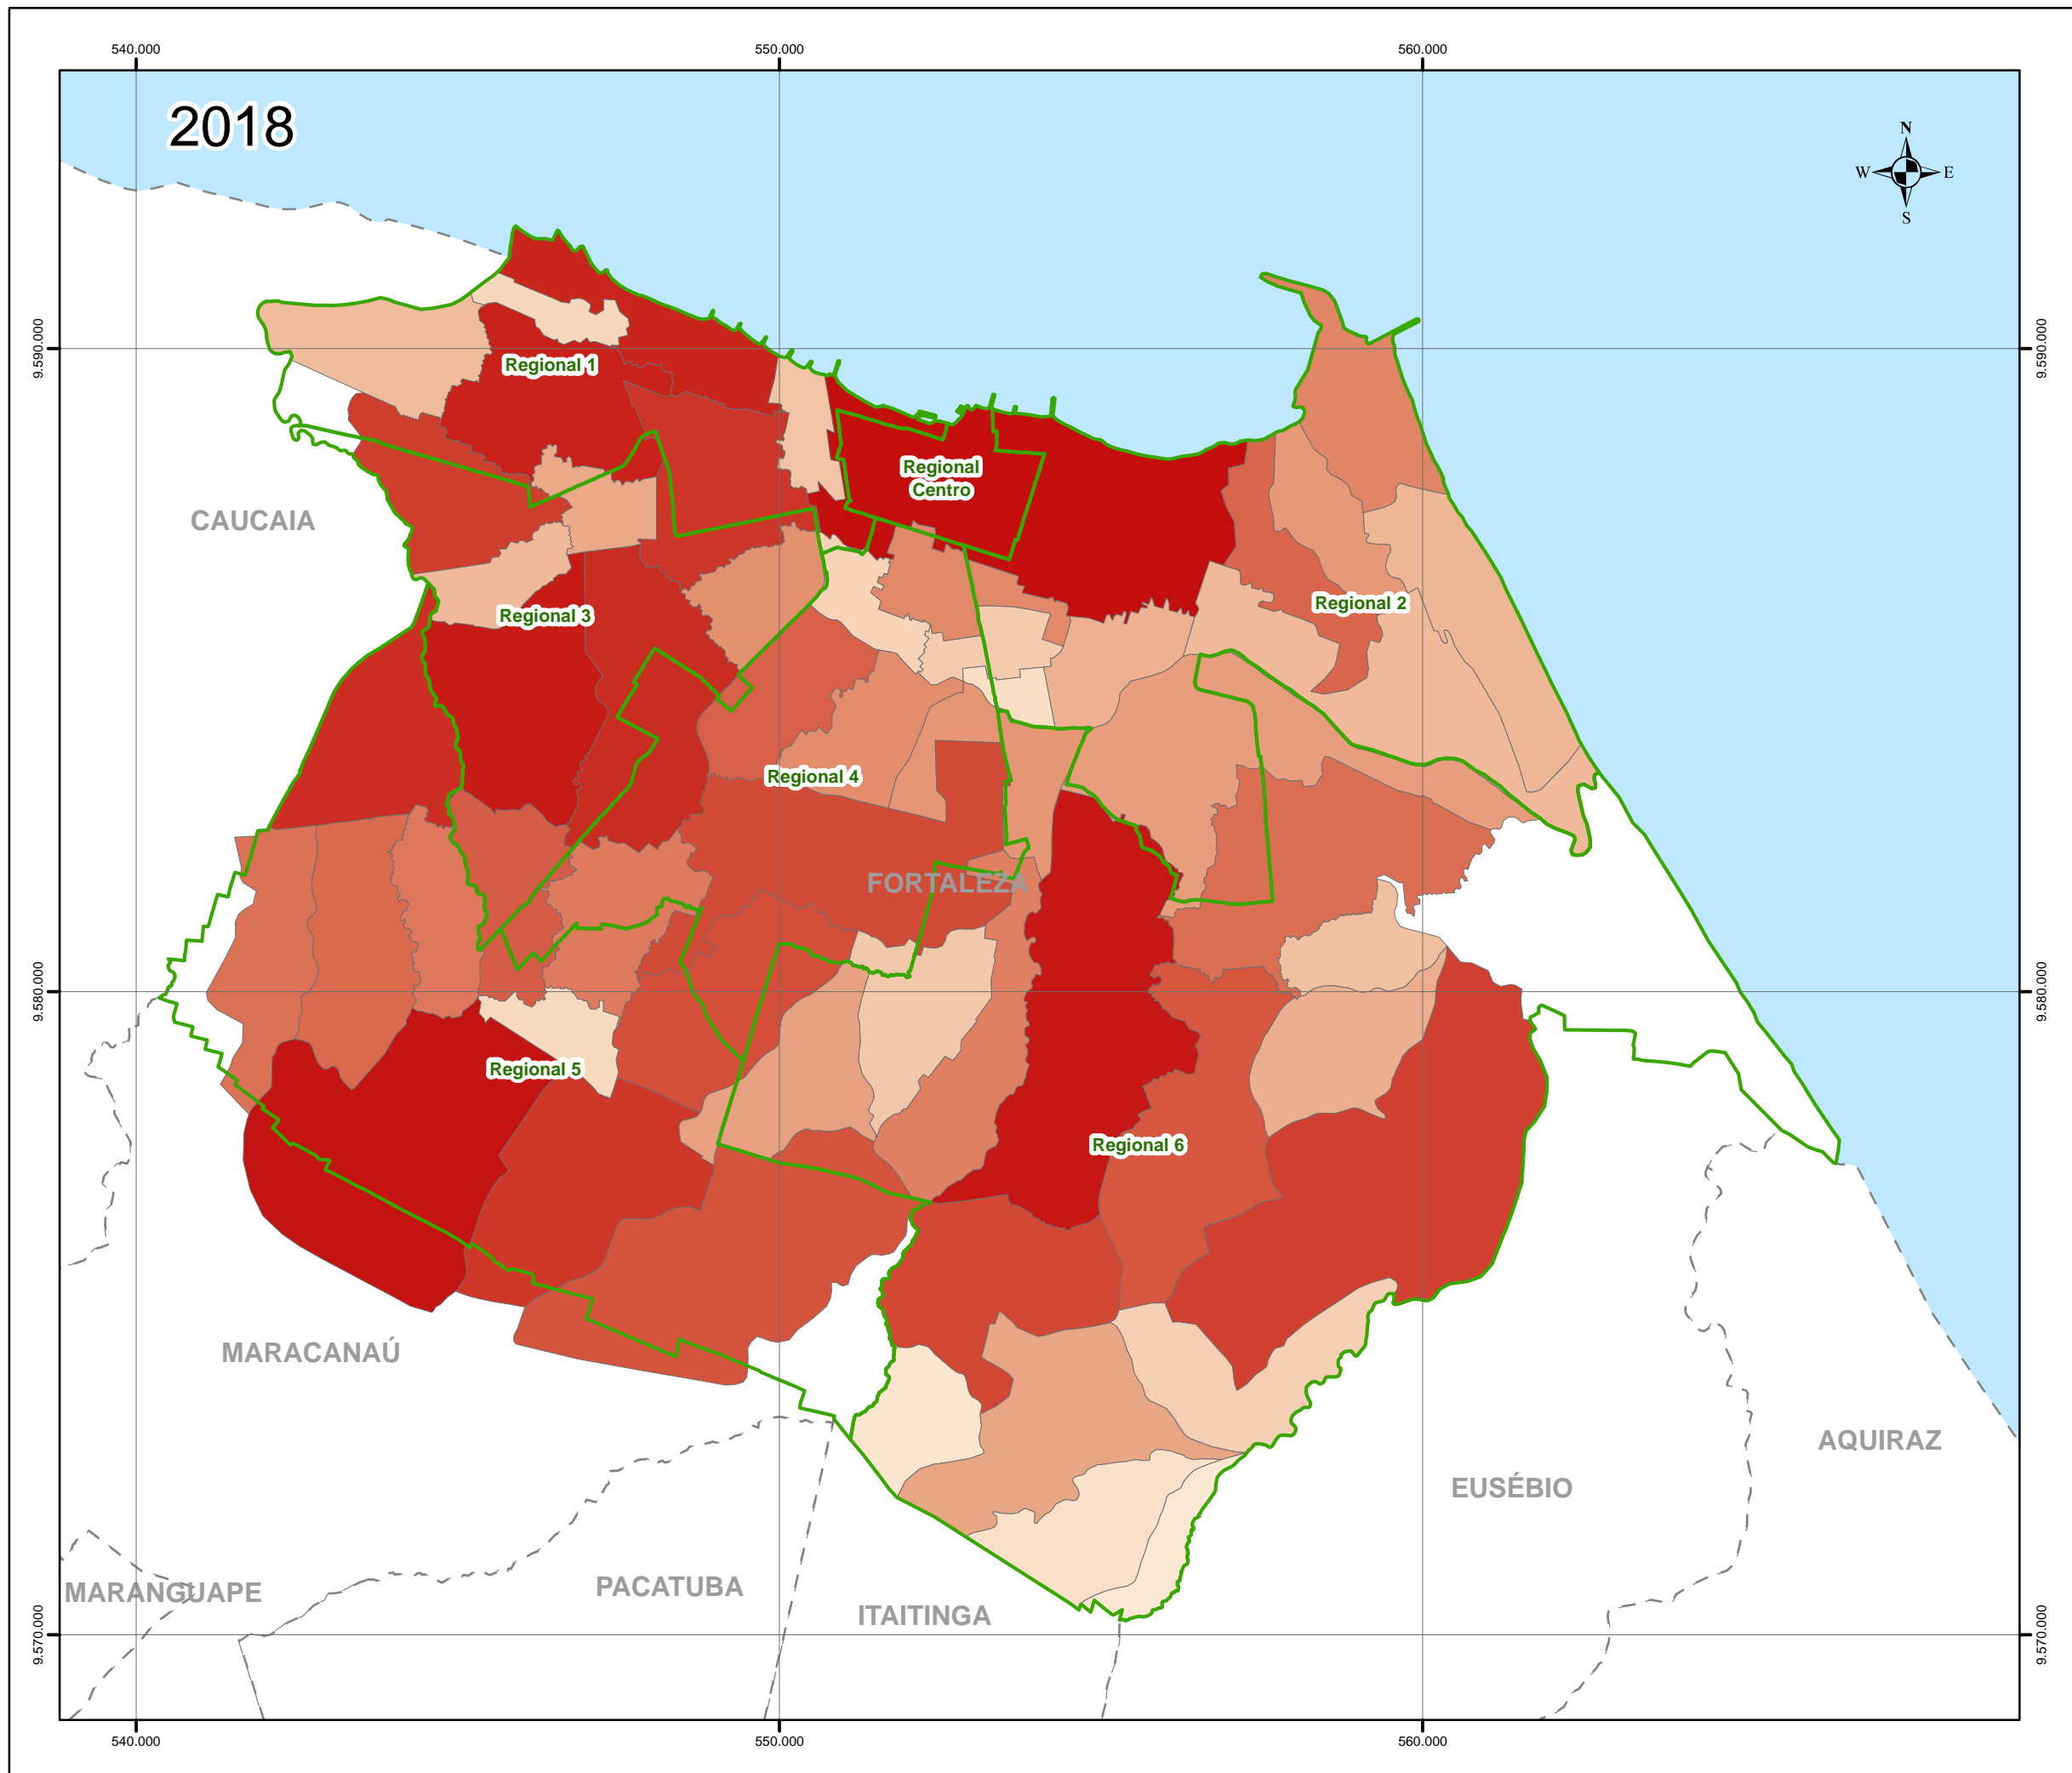 540.000
550.000
560.000
2018
N
W
E
S
9.590.000
9.590.000
Regional 1
Regional
Centro
CAUCAIA
Regional 3
Regional 2
Regional 4
FORTALEZA
9.580.000
9.580.000
Regional 5
Regional 6
MARACANAÚ
AQUIRAZ
EUSÉBIO
PACATUBA
MARANGUAPE
ITAITINGA
9.570.000
9.570.000
540.000
550.000
560.000